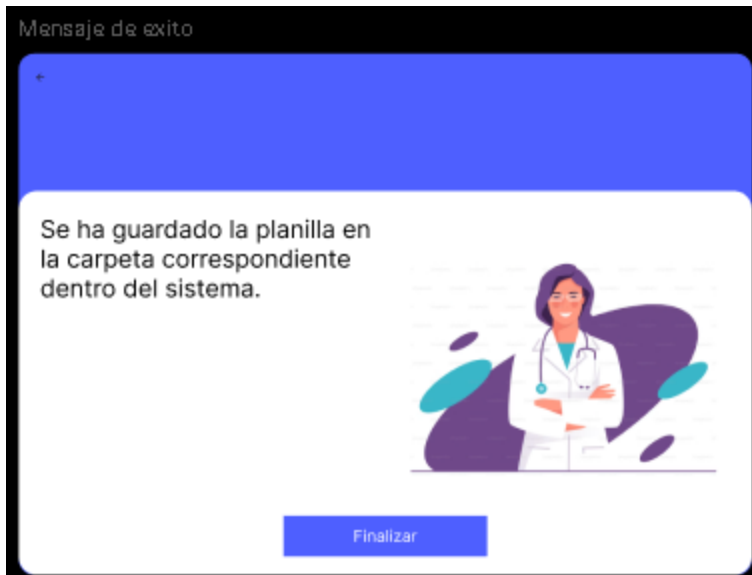 Mensaje de exito
←
Se ha guardado la planilla en
la carpeta correspondiente
dentro del sistema.
Finalizar